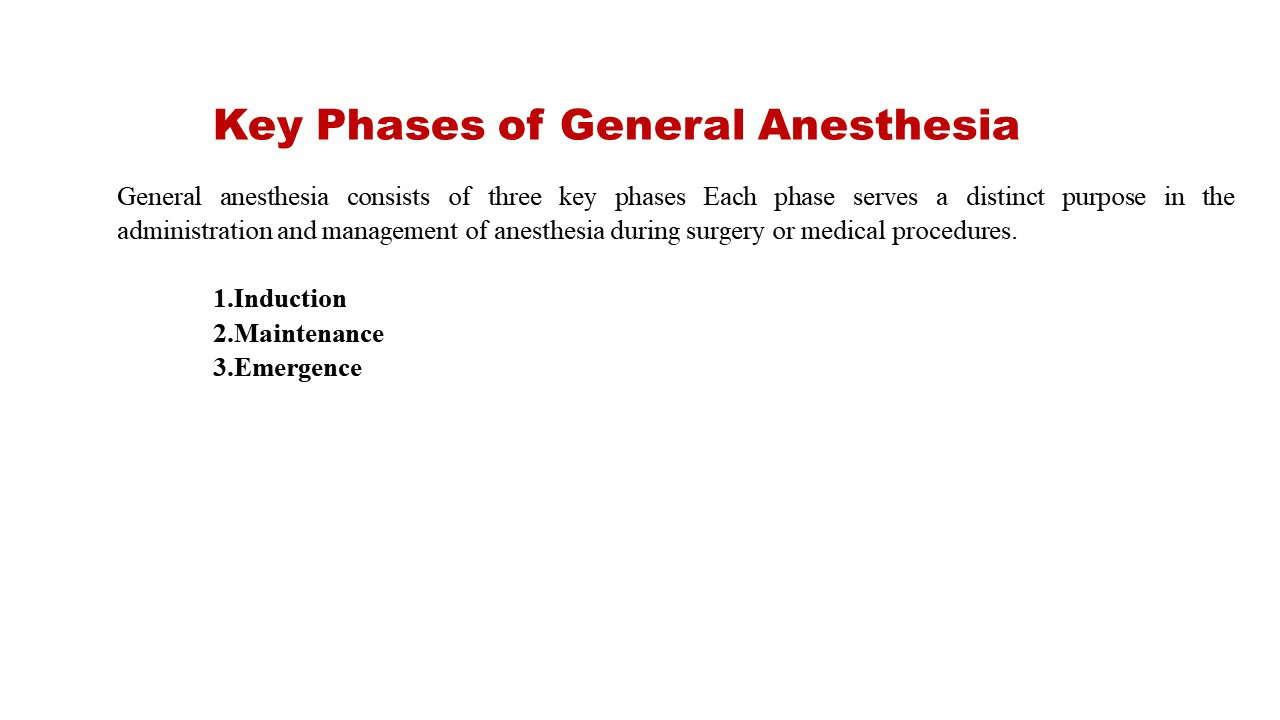 Key Phases of General Anesthesia
General anesthesia consists of three key phases Each phase serves a distinct purpose in the
administration and management of anesthesia during surgery or medical procedures.
1.Induction
2.Maintenance
3.Emergence